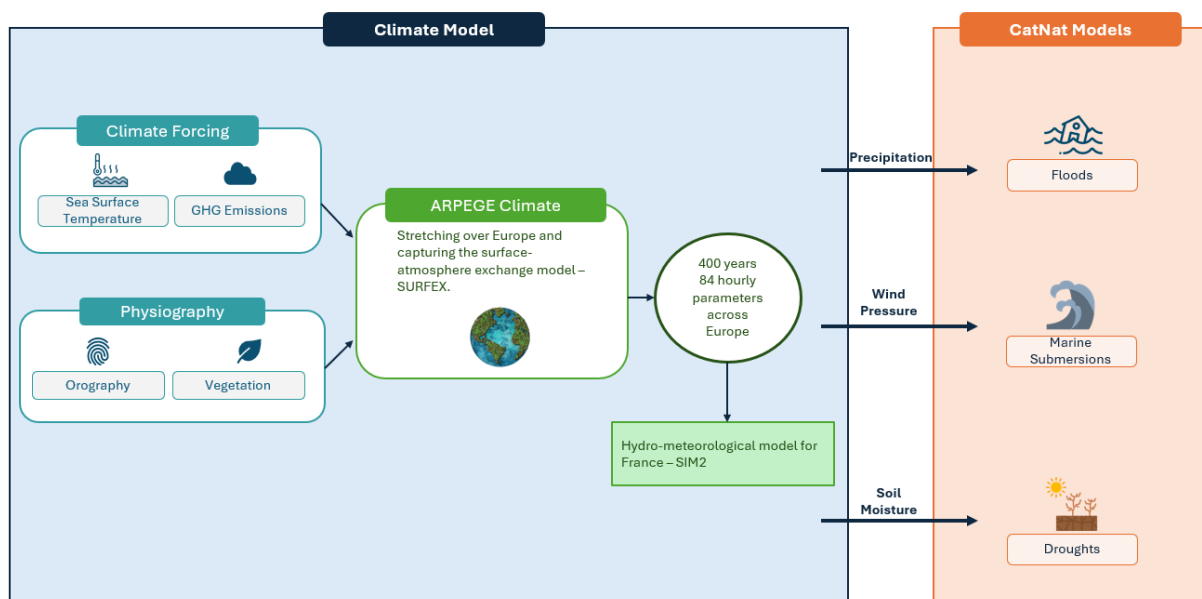 Climate Model
CatNat Models
Climate Forcing
Sea Surface
Temperature
GHG Emissions
Physiography
Orography
Vegetation
ARPEGE Climate
Stretching over Europe and
capturing the surface-
atmosphere exchange model –
SURFEX.
400 years
84 hourly
parameters
across
Europe
Hydro-meteorological model for
France – SIM2
Precipitation
Floods
Wind
Pressure
Marine
Submersions
Soil
Moisture
Droughts